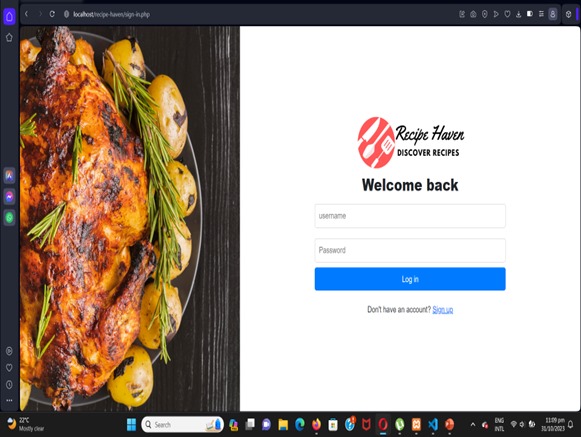 localhost/recipe-haven/sign-in.php
Recipe Haven
DISCOVER RECIPES
Welcome back
username
Password
Log in
Don't have an account? Sign up
22°C
Mostly clear
Search
ENG
INTL
11:09 pm
31/10/2023